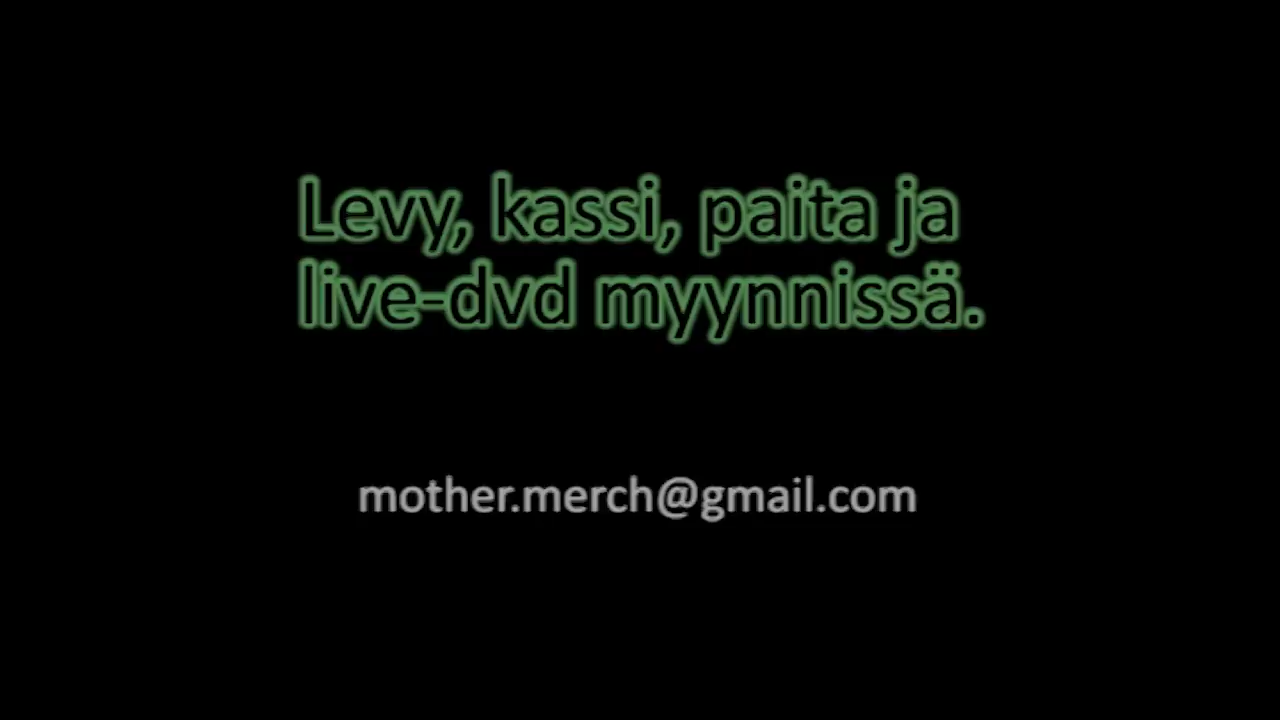 Levy, kassi, paita ja
live-dvd myynnissä.
mother.merch@gmail.com